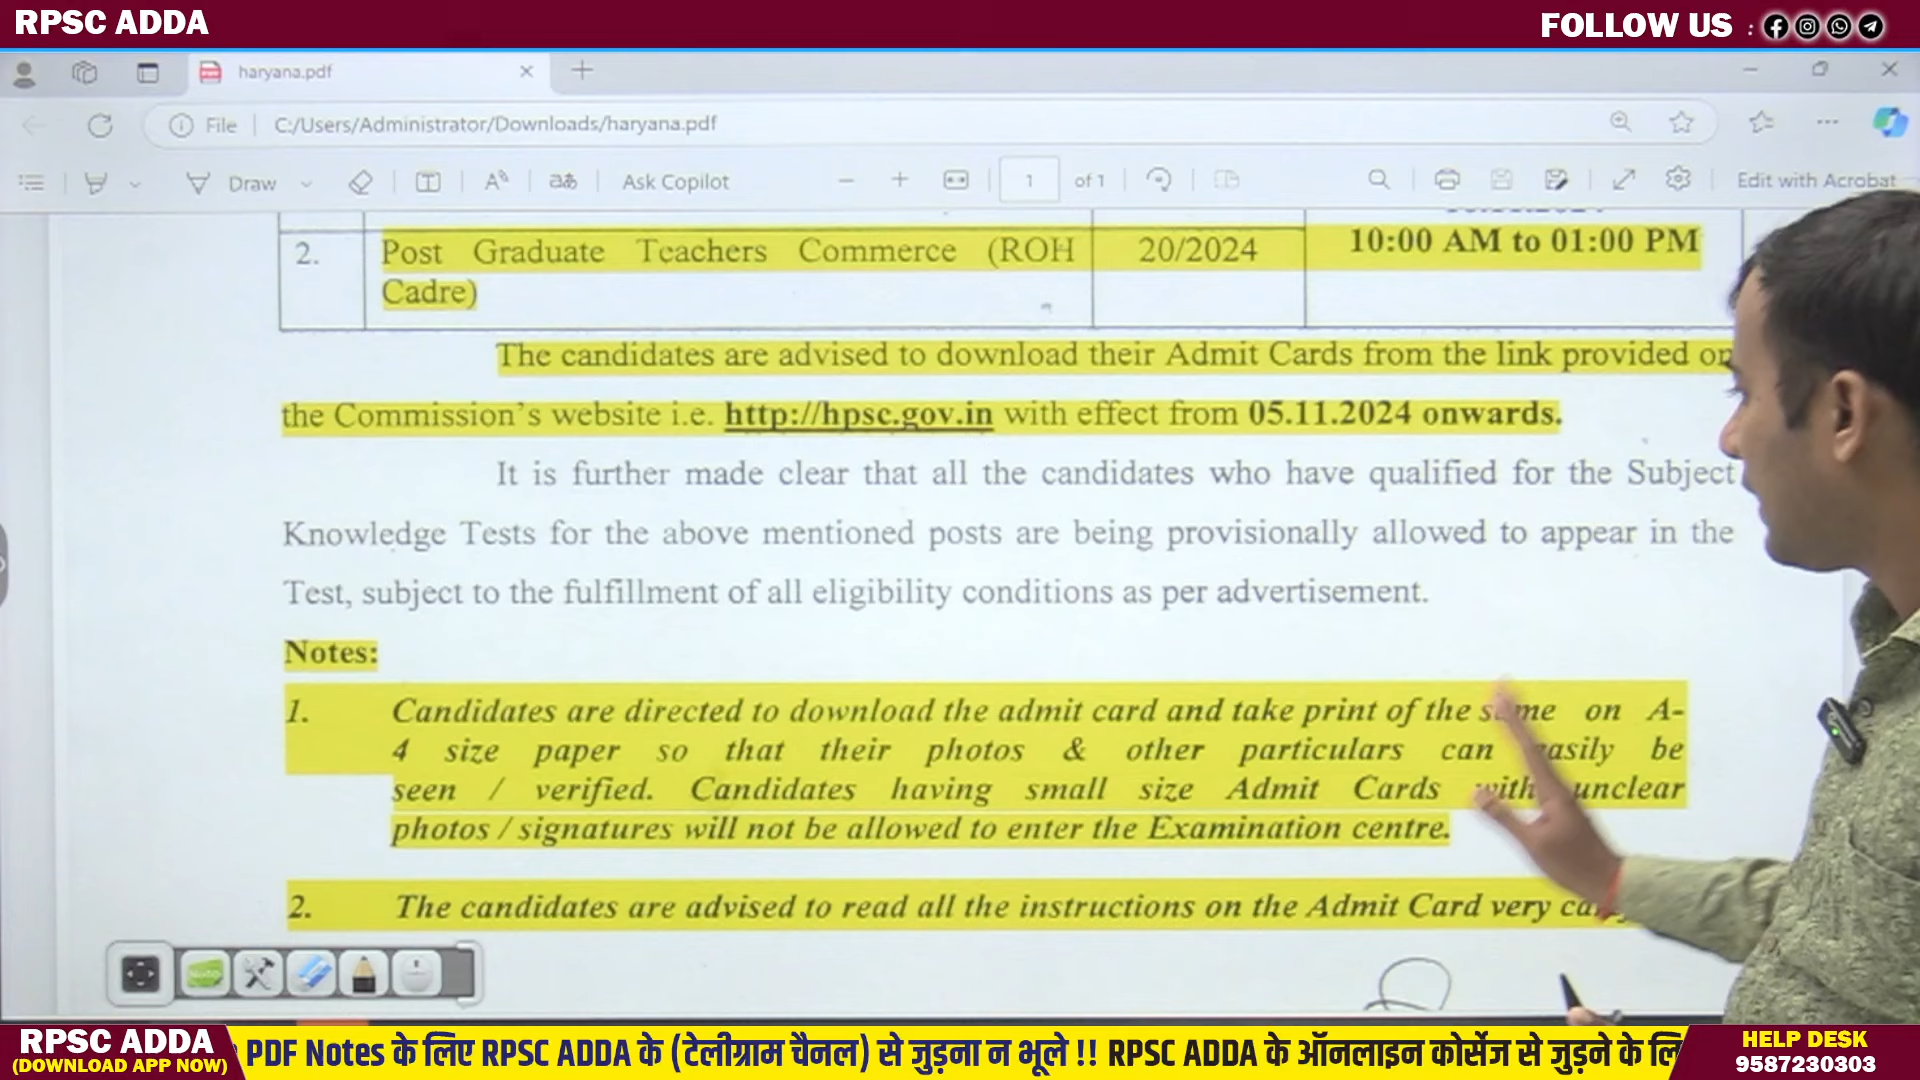 RPSC ADDA
FOLLOW US :
haryana.pdf
File
C:/Users/Administrator/Downloads/haryana.pdf
Draw
Ask Copilot
1
of 1
Edit with Acrobat
2.
Post Graduate Teachers Commerce (ROH
20/2024
10:00 AM to 01:00 PM
Cadre)
The candidates are advised to download their Admit Cards from the link provided on
the Commission's website i.e. http://hpsc.gov.in with effect from 05.11.2024 onwards.
It is further made clear that all the candidates who have qualified for the Subject
Knowledge Tests for the above mentioned posts are being provisionally allowed to appear in the
Test, subject to the fulfillment of all eligibility conditions as per advertisement.
Notes:
1. Candidates are directed to download the admit card and take print of the same on A-
4 size paper so that their photos & other particulars can easily be
seen / verified. Candidates having small size Admit Cards with unclear
photos / signatures will not be allowed to enter the Examination centre.
2. The candidates are advised to read all the instructions on the Admit Card very
RPSC ADDA
(DOWNLOAD APP NOW)
PDF Notes के लिए RPSC ADDA के (टेलीग्राम चैनल) से जुड़ना न भूले !! RPSC ADDA के ऑनलाइन कोर्सेज से जुड़ने के लि
HELP DESK
9587230303